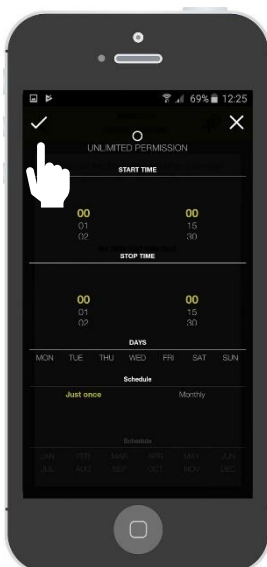 69% 12:25
UNLIMITED PERMISSION
START TIME
00 00
01 15
02 30
STOP TIME
00 00
01 15
02 30
DAYS
MON TUE THU WED FRI SAT SUN
Schedule
Just once Monthly
Schedule
JAN FEB MAR APR MAY JUN
JUL AUG SEP OCT NOV DEC